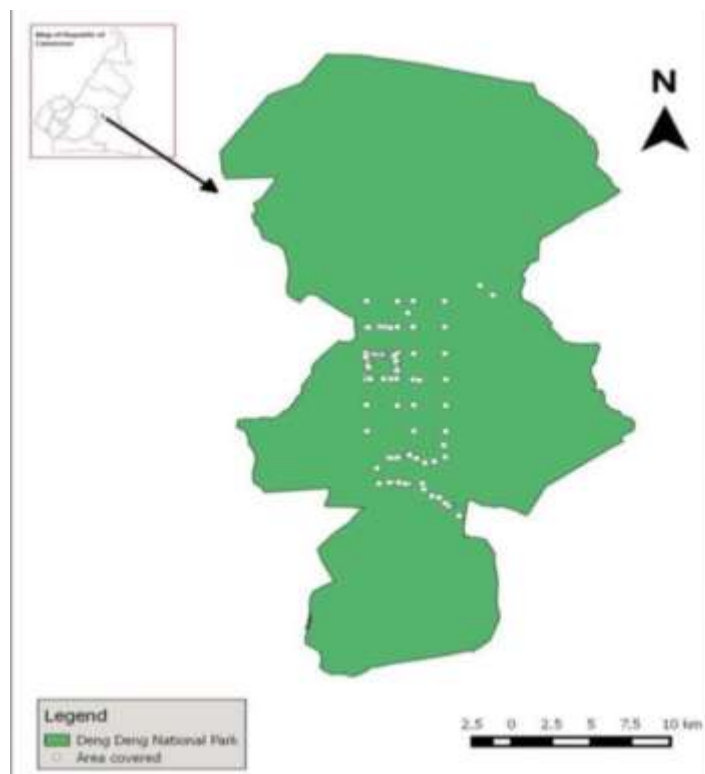 Map of Republic of
Cameroon
N
Legend
Deng Deng National Park
Area covered
2.5 0 2.5 5 7.5 10 km